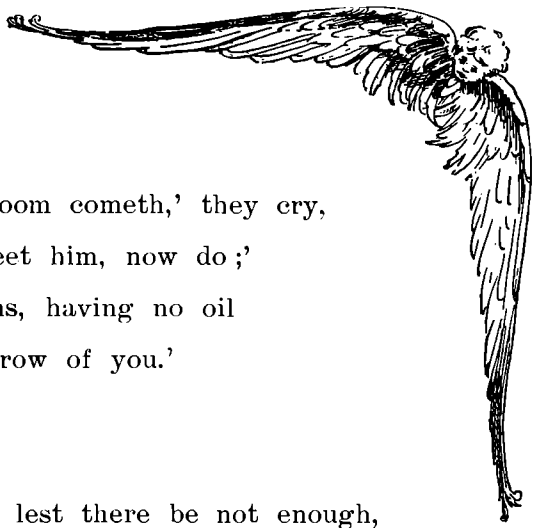 oom cometh,’ they cry,
eet him, now do ;’
ns, having no oil
row of you.’
lest there be not enough,